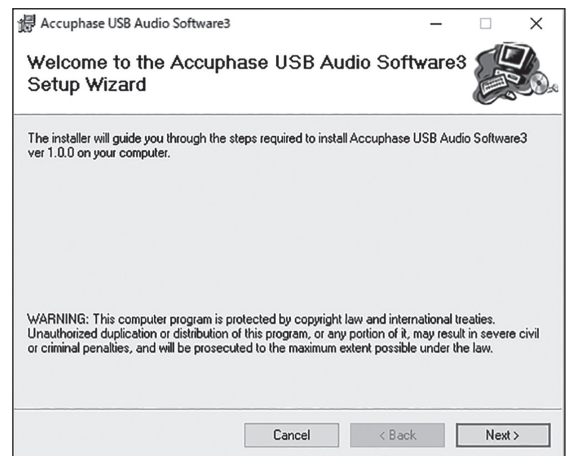 Accuphase USB Audio Software3
Welcome to the Accuphase USB Audio Software3
Setup Wizard
The installer will guide you through the steps required to install Accuphase USB Audio Software3
ver 1.0.0 on your computer.
WARNING: This computer program is protected by copyright law and international treaties.
Unauthorized duplication or distribution of this program, or any portion of it, may result in severe civil
or criminal penalties, and will be prosecuted to the maximum extent possible under the law.
Cancel < Back Next >